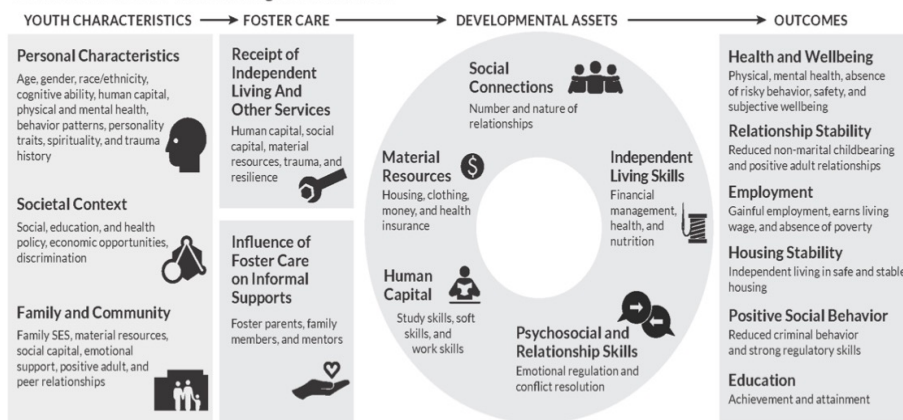 YOUTH CHARACTERISTICS
FOSTER CARE
DEVELOPMENTAL ASSETS
OUTCOMES
Personal Characteristics
Age, gender, race/ethnicity,
cognitive ability, human capital,
physical and mental health,
behavior patterns, personality
traits, spirituality, and trauma
history
Societal Context
Social, education, and health
policy, economic opportunities,
discrimination
Family and Community
Family SES, material resources,
social capital, emotional
support, positive adult, and
peer relationships
Receipt of
Independent
Living And
Other Services
Human capital, social
capital, material
resources, trauma, and
resilience
Influence of
Foster Care
on Informal
Supports
Foster parents, family
members, and mentors
Social
Connections
Number and nature of
relationships
Material
Resources
$
Housing, clothing,
money, and health
insurance
Independent
Living Skills
Financial
management,
health, and
nutrition
Human
Capital
Study skills, soft
skills, and
work skills
Psychosocial and
Relationship Skills
Emotional regulation and
conflict resolution
Health and Wellbeing
Physical, mental health, absence
of risky behavior, safety, and
subjective wellbeing
Relationship Stability
Reduced non-marital childbearing
and positive adult relationships
Employment
Gainful employment, earns living
wage, and absence of poverty
Housing Stability
Independent living in safe and stable
housing
Positive Social Behavior
Reduced criminal behavior
and strong regulatory skills
Education
Achievement and attainment